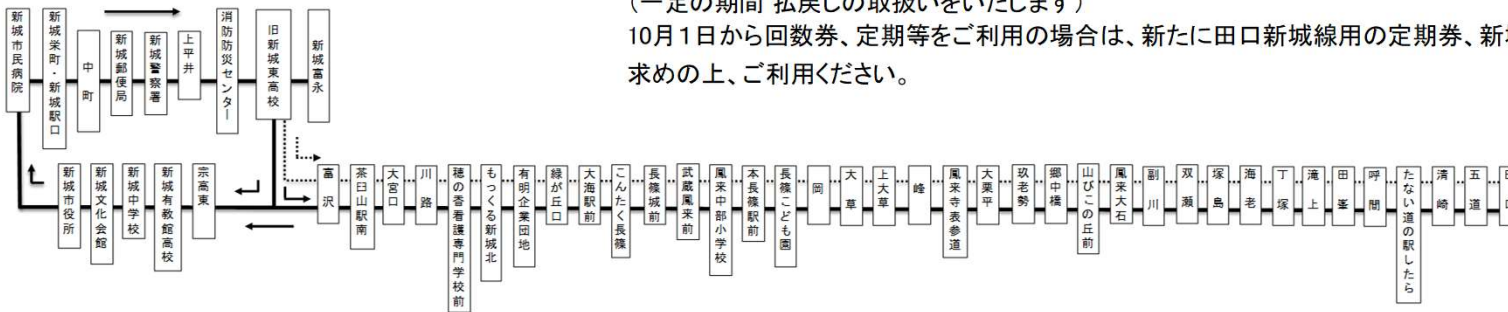 (一定の期間 払戻しの取扱いをいたします)
10月1日から回数券、定期等をご利用の場合は、新たに田口新城線用の定期券、新
求めの上、ご利用ください。
新城市民病院
新城栄町・新城駅口
中町
新城郵便局
新城警察署
上平井
消防防災センター
旧新城東高校
新城富永
新城市役所
新城文化会館
新城中学校
新城有教館高校
宗高東
富沢
茶臼山駅南
大宮口
川路
穂の香看護専門学校前
もっくる新城北
有明企業団地
緑が丘口
大海駅前
こんたく長篠
長篠城前
武蔵鳳来前
鳳来中部小学校
本長篠駅前
長篠こども園
岡
大草
上大草
峰
鳳来寺表参道
大栗平
玖老勢
郷中橋
山びこの丘前
鳳来大石
副川
双瀬
塚島
海老
丁塚
滝上
田峯
呼間
たない道の駅したら
清崎
五道